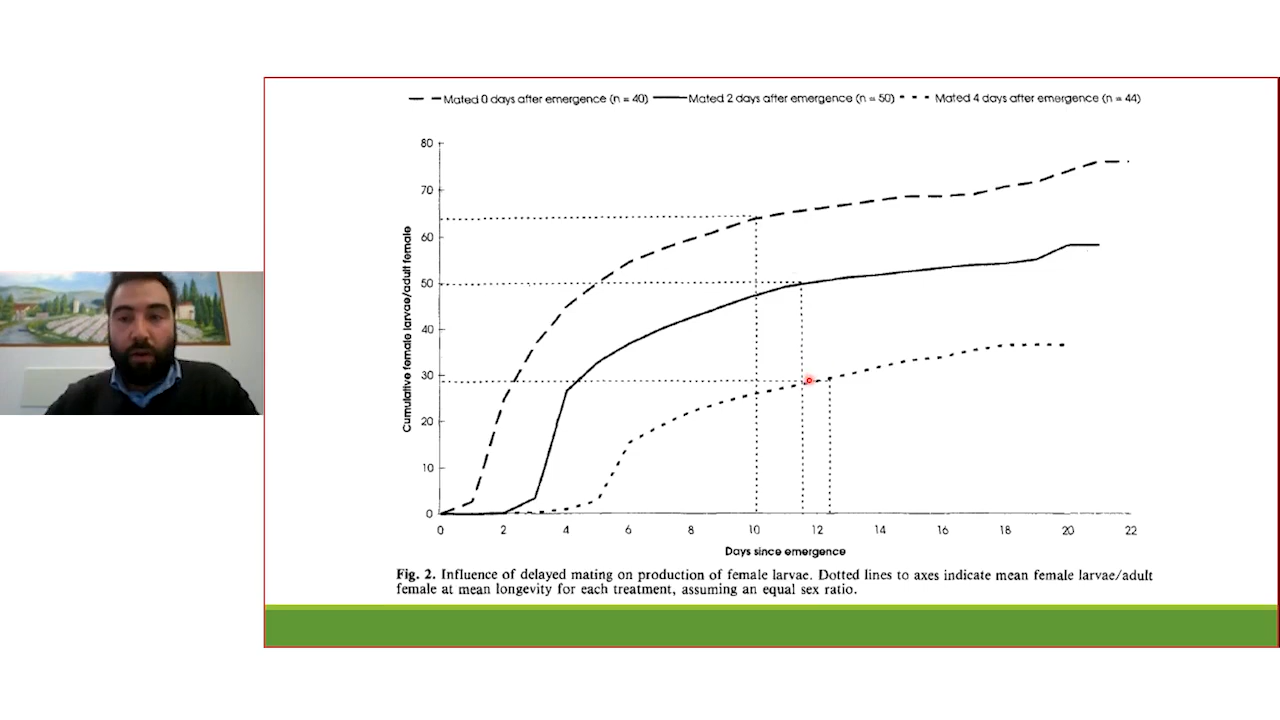 Mated 0 days after emergence (n = 40) Mated 2 days after emergence (n = 50) Mated 4 days after emergence (n = 44)
80
70
60
50
40
30
20
10
0
Cumulative female larvae/adult female
0 2 4 6 8 10 12 14 16 18 20 22
Days since emergence
Fig. 2. Influence of delayed mating on production of female larvae. Dotted lines to axes indicate mean female larvae/adult
female at mean longevity for each treatment, assuming an equal sex ratio.